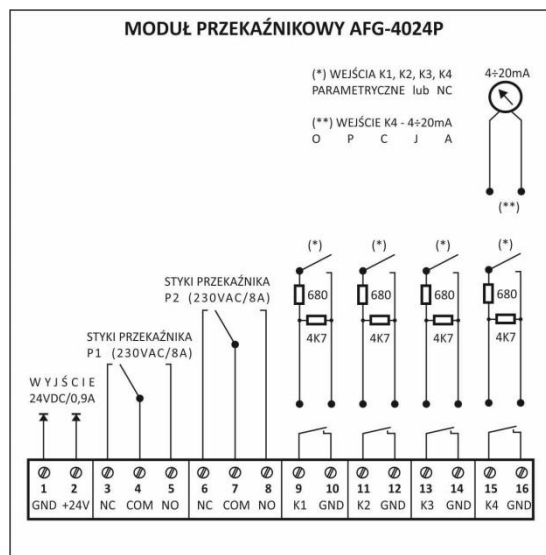 MODUŁ PRZEKAŹNIKOWY AFG-4024P
(*) WEJŚCIA K1, K2, K3, K4
PARAMETRYCZNE lub NC
4÷20mA
(**) WEJŚCIE K4 - 4÷20mA
O P C J A
(**)
(*) (*) (*) (*)
STYKI PRZEKAŹNIKA
P2 (230VAC/8A)
680 680 680 680
4K7 4K7 4K7 4K7
STYKI PRZEKAŹNIKA
P1 (230VAC/8A)
W Y J Ś C I E
24VDC/0,9A
1 2 3 4 5 6 7 8 9 10 11 12 13 14 15 16
GND +24V NC COM NO NC COM NO K1 GND K2 GND K3 GND K4 GND